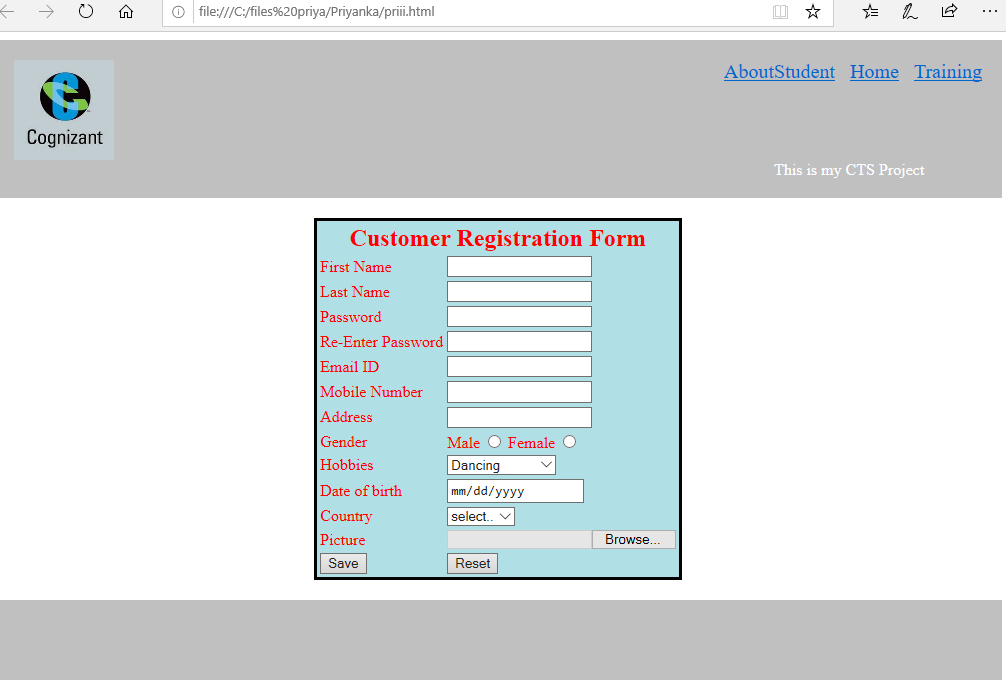 file:///C:/files%20priya/Priyanka/priii.html
AboutStudent Home Training
Cognizant
This is my CTS Project
Customer Registration Form
First Name
Last Name
Password
Re-Enter Password
Email ID
Mobile Number
Address
Gender Male Female
Hobbies Dancing
Date of birth mm/dd/yyyy
Country select..
Picture Browse...
Save Reset